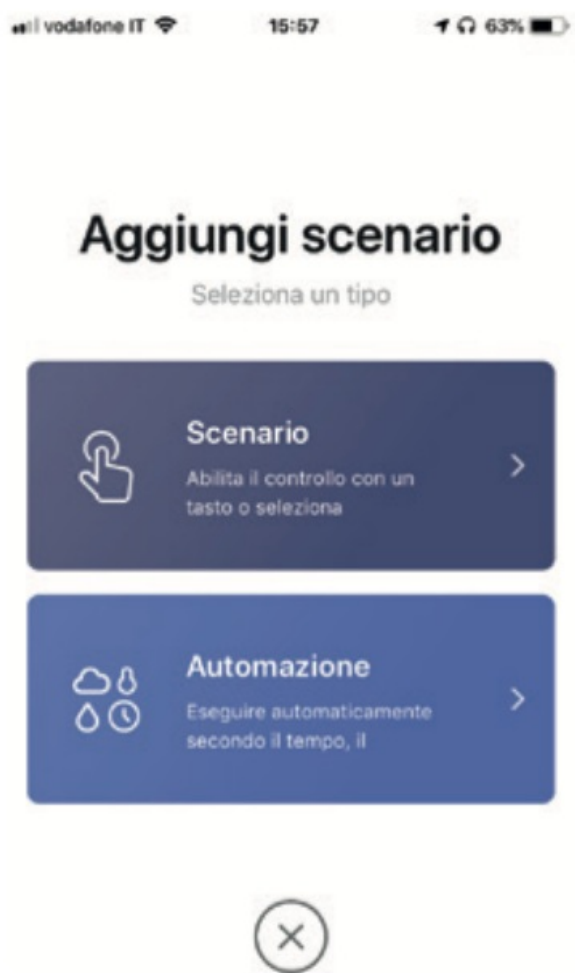 vodafone IT 15:57 63%
Aggiungi scenario
Seleziona un tipo
Scenario
Abilita il controllo con un
tasto o seleziona
Automazione
Eseguire automaticamente
secondo il tempo, il